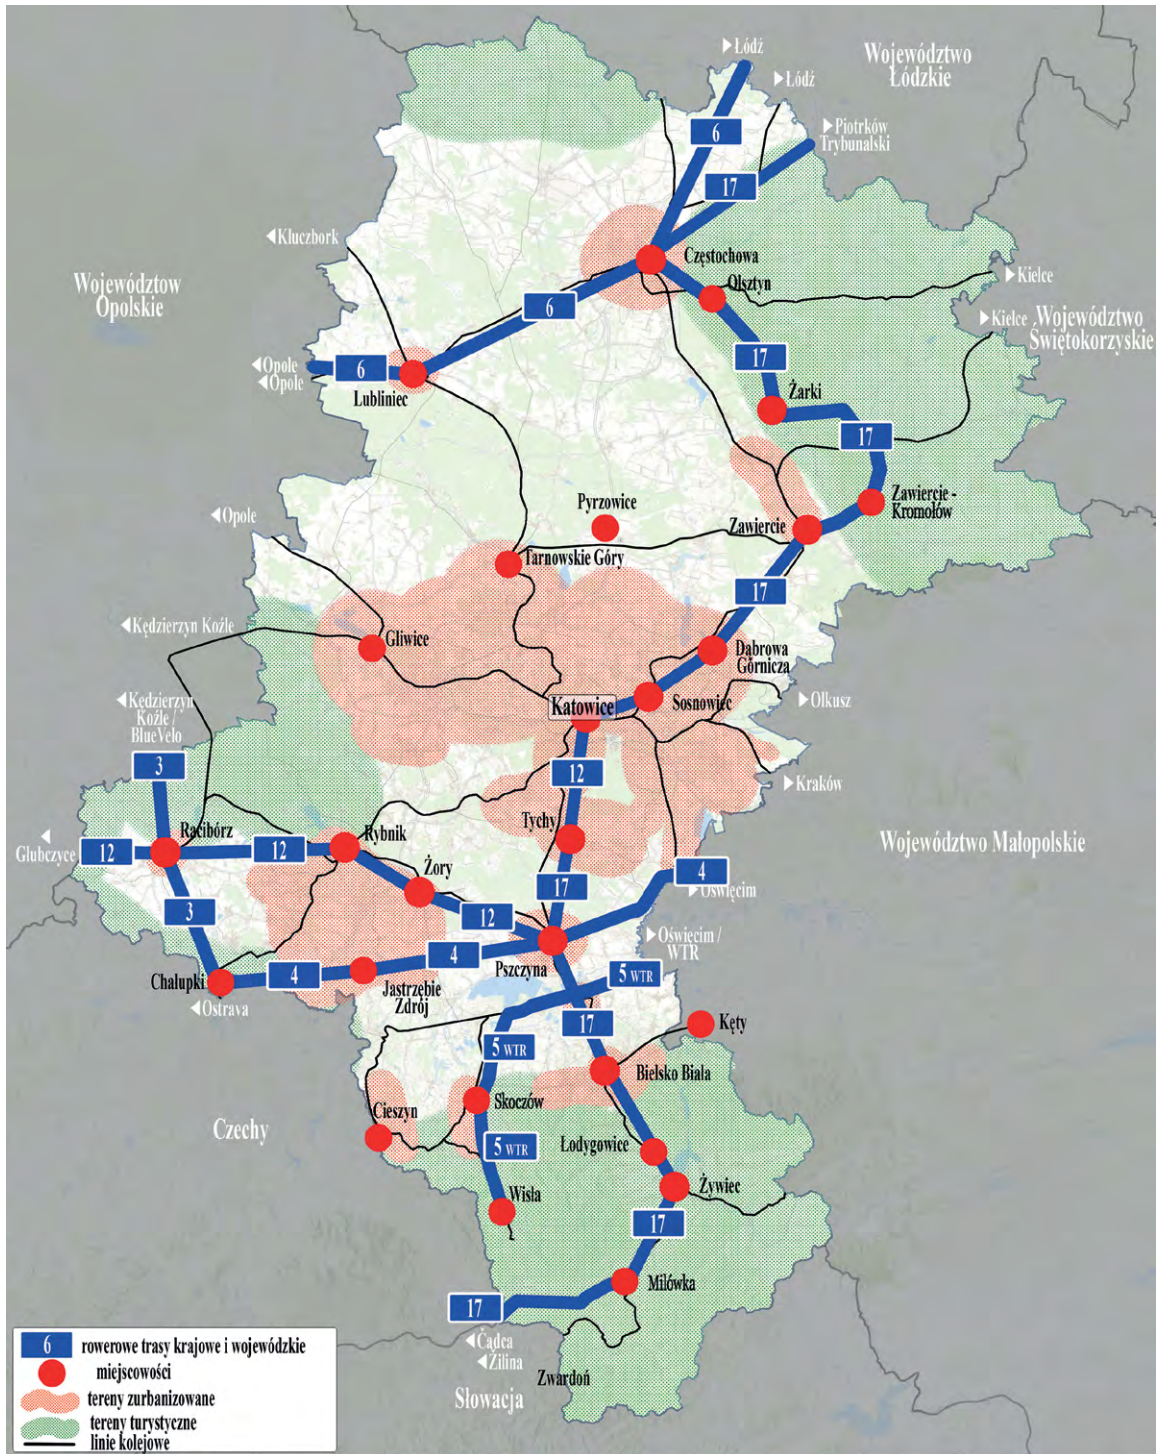 Łódź
Województwo
Łódzkie
Łódź
6
Piotrków
Trybunalski
17
Kluczbork
Częstochowa
Województow
Opolskie
Olsztyn
Kielce
6
Kielce
Województwo
Świętokorzyskie
17
Opole
6
Opole
Lubliniec
Żarki
17
Pyrzowice
Zawiercie -
Kromołów
Opole
Zawiercie
Tarnowskie Góry
17
Kędzierzyn Koźle
Gliwice
Dąbrowa
Górnicza
Kędzierzyn
Koźle /
BlueVelo
Katowice
Sosnowiec
Olkusz
3
12
Kraków
Racibórz
Rybnik
Tychy
Województwo Małopolskie
Glubczyce
12
12
Żory
17
4
Oświęcim
3
12
Oświęcim /
WTR
4
4
Pszczyna
Chałupki
Jastrzębie
Zdrój
5 WTR
Ostrava
17
Kęty
5 WTR
Bielsko Biała
Skoczów
Cieszyn
Czechy
5 WTR
Łodygowice
Wisła
Żywiec
17
Milówka
17
Čadca
Žilina
Zwardoń
Słowacja
6 rowerowe trasy krajowe i wojewódzkie
miejscowości
tereny zurbanizowane
tereny turystyczne
linie kolejowe